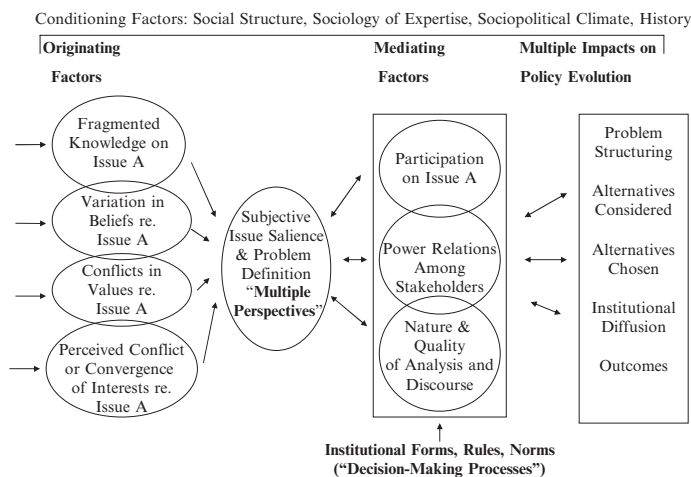 Conditioning Factors: Social Structure, Sociology of Expertise, Sociopolitical Climate, History
Originating
Factors
Mediating
Factors
Multiple Impacts on
Policy Evolution
Fragmented
Knowledge on
Issue A
Variation in
Beliefs re.
Issue A
Conflicts in
Values re.
Issue A
Perceived Conflict
or Convergence
of Interests re.
Issue A
Subjective
Issue Salience
& Problem
Definition
“Multiple
Perspectives”
Participation
on Issue A
Power Relations
Among
Stakeholders
Nature &
Quality
of Analysis and
Discourse
Problem
Structuring
Alternatives
Considered
Alternatives
Chosen
Institutional
Diffusion
Outcomes
Institutional Forms, Rules, Norms
(“Decision-Making Processes”)